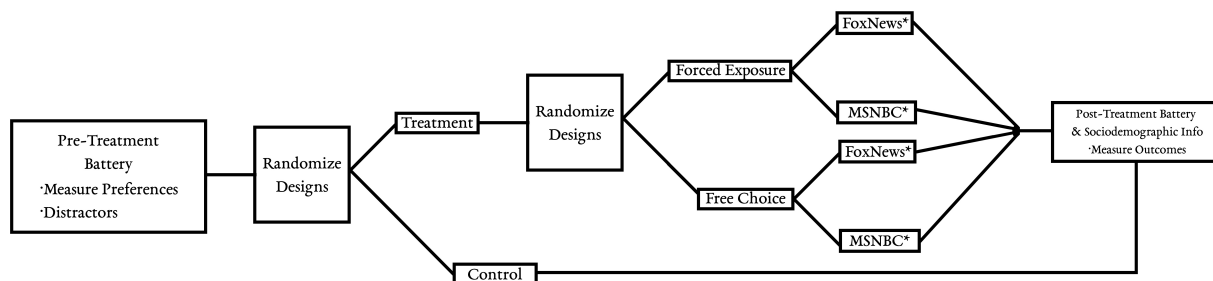 Pre-Treatment
Battery
·Measure Preferences
·Distractors
Randomize
Designs
Treatment
Control
Randomize
Designs
Forced Exposure
Free Choice
FoxNews*
MSNBC*
FoxNews*
MSNBC*
Post-Treatment Battery
& Sociodemographic Info
·Measure Outcomes